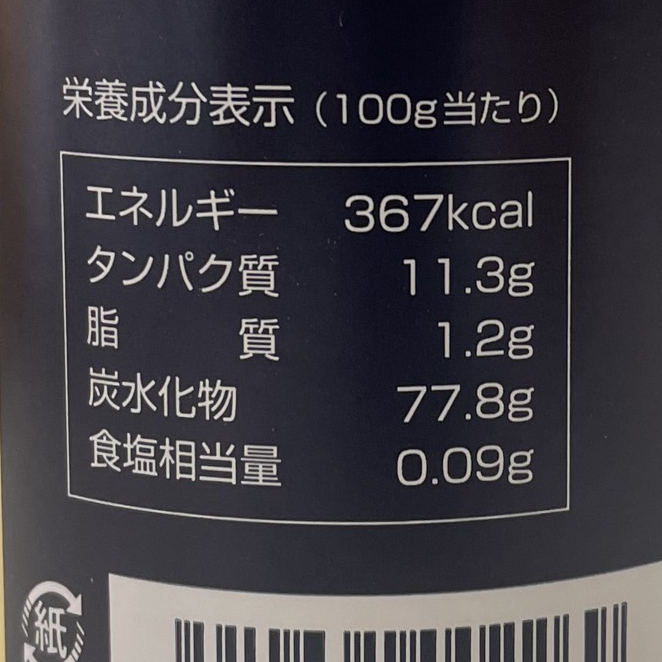 栄養成分表示（100g当たり）
エネルギー 367kcal
タンパク質 11.3g
脂質 1.2g
炭水化物 77.8g
食塩相当量 0.09g
紙